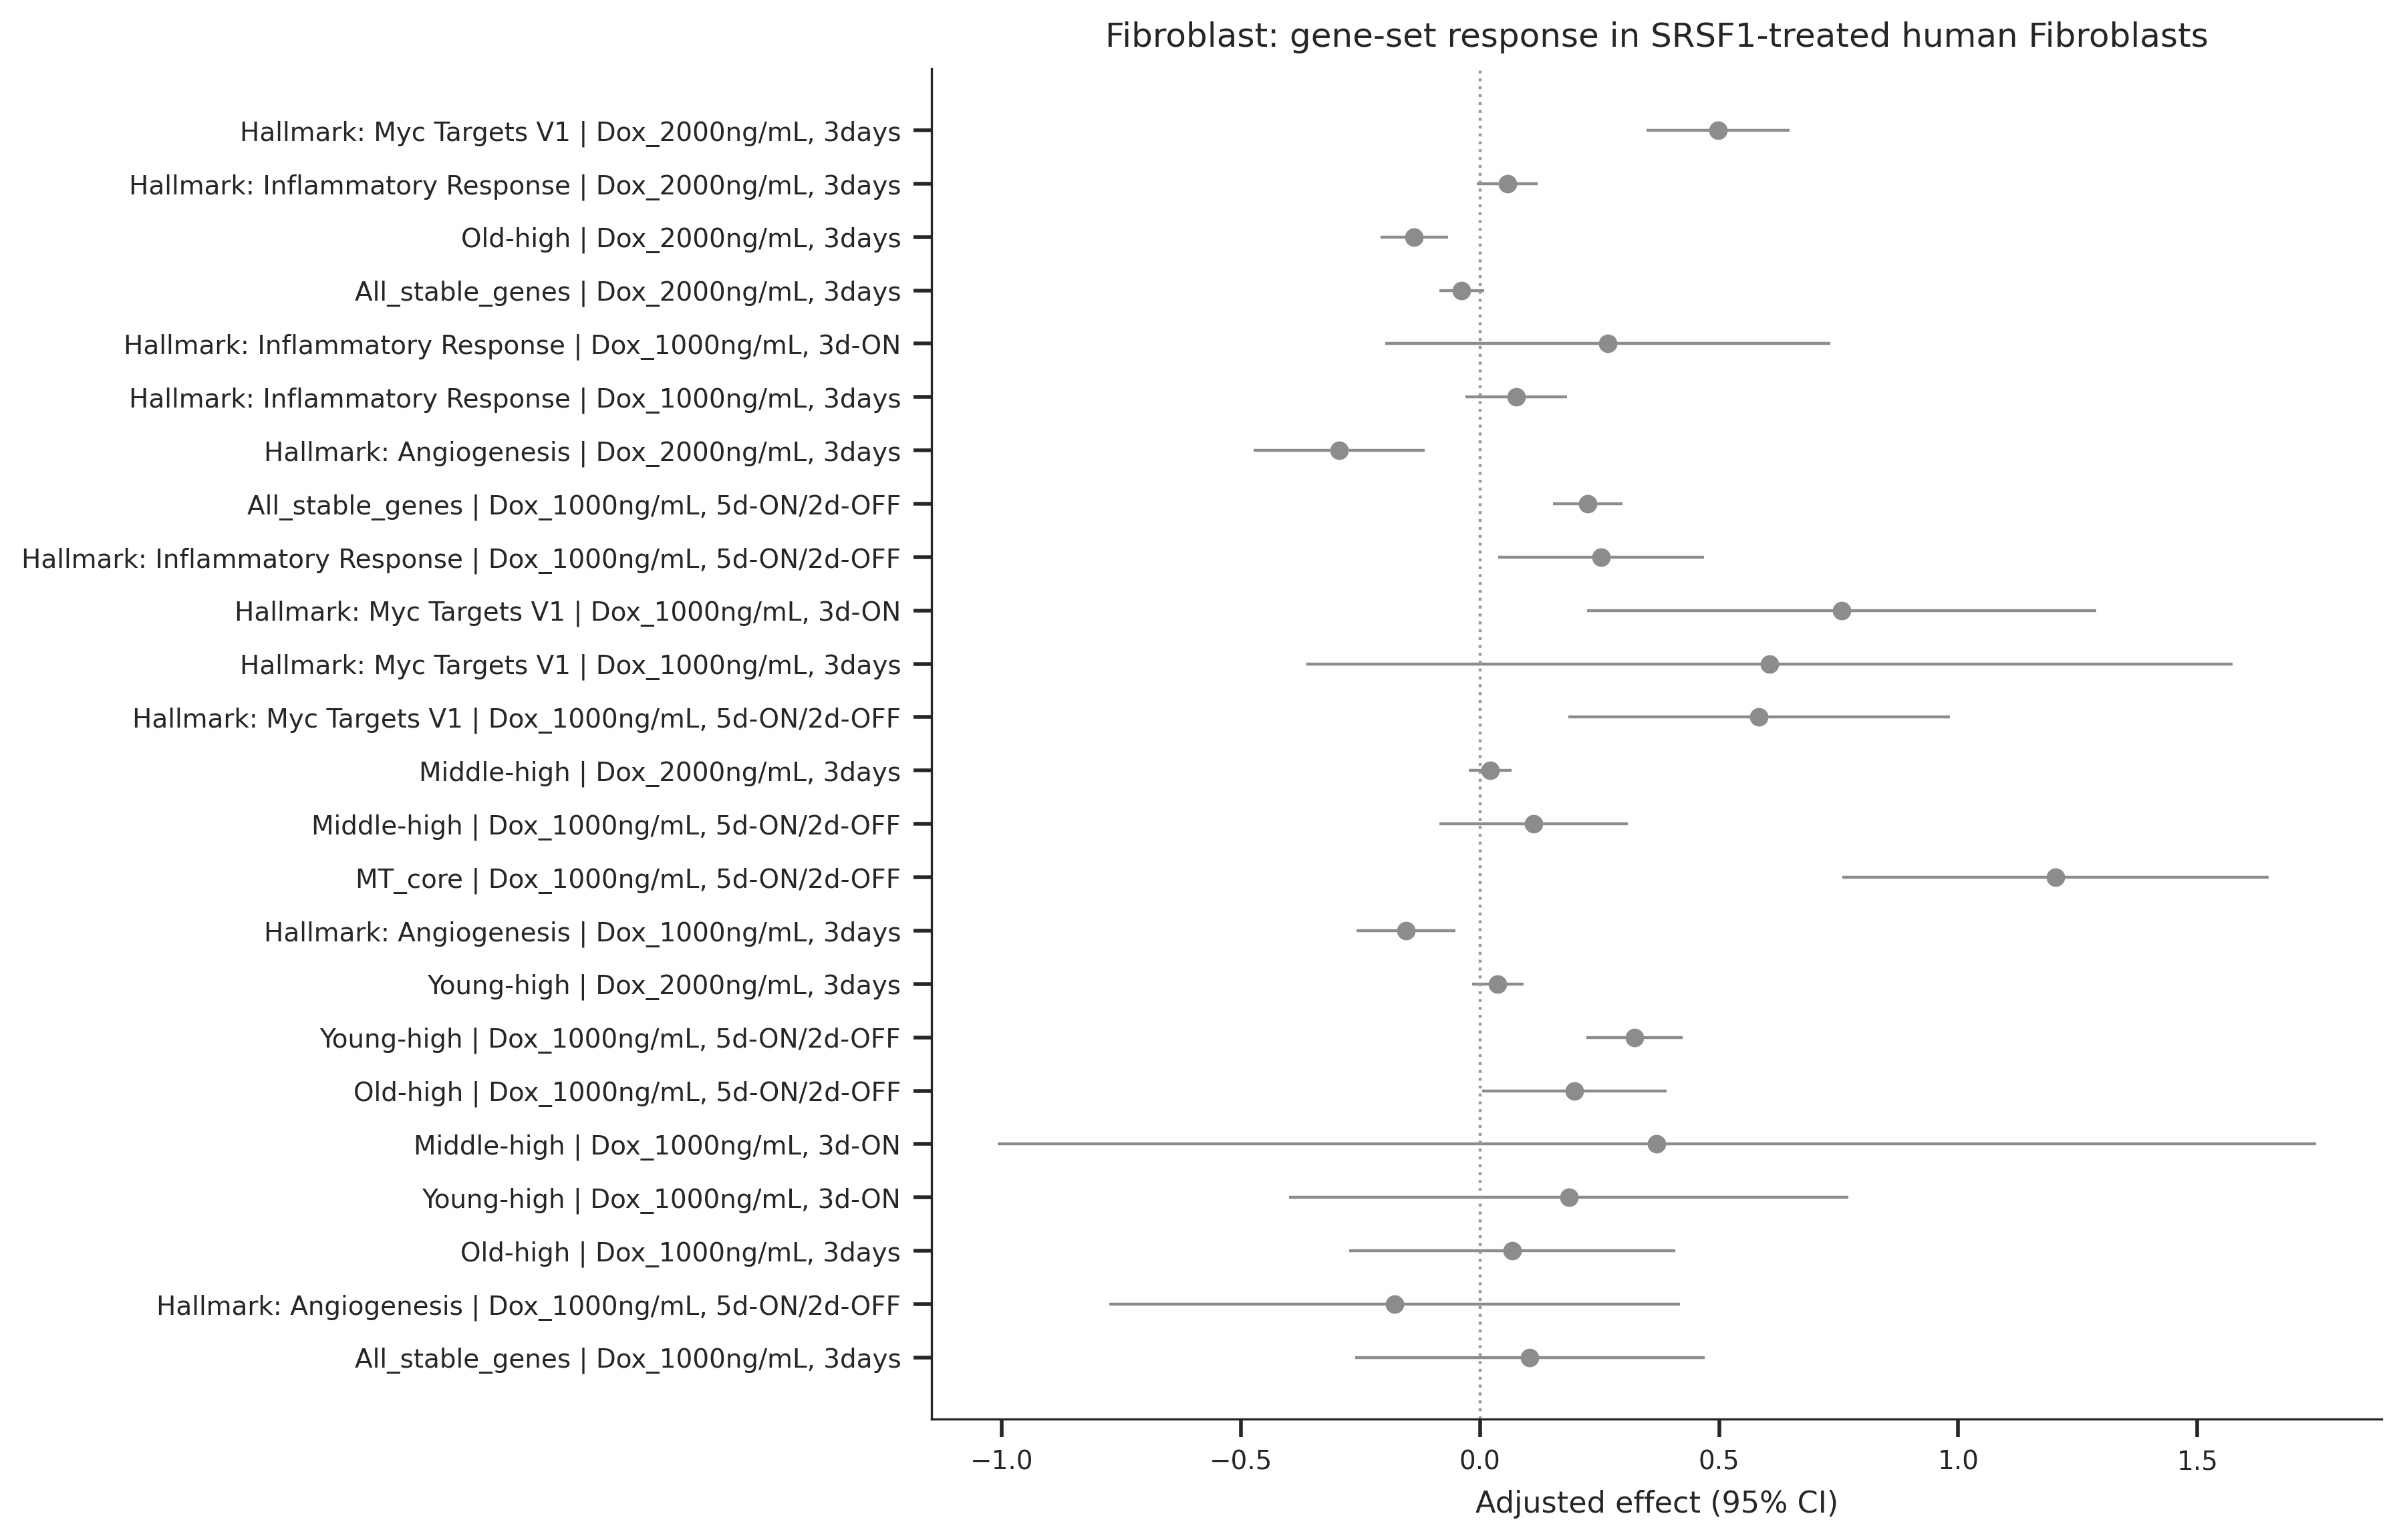 Fibroblast: gene-set response in SRSF1-treated human Fibroblasts
Hallmark: Myc Targets V1 | Dox_2000ng/mL, 3days
Hallmark: Inflammatory Response | Dox_2000ng/mL, 3days
Old-high | Dox_2000ng/mL, 3days
All_stable_genes | Dox_2000ng/mL, 3days
Hallmark: Inflammatory Response | Dox_1000ng/mL, 3d-ON
Hallmark: Inflammatory Response | Dox_1000ng/mL, 3days
Hallmark: Angiogenesis | Dox_2000ng/mL, 3days
All_stable_genes | Dox_1000ng/mL, 5d-ON/2d-OFF
Hallmark: Inflammatory Response | Dox_1000ng/mL, 5d-ON/2d-OFF
Hallmark: Myc Targets V1 | Dox_1000ng/mL, 3d-ON
Hallmark: Myc Targets V1 | Dox_1000ng/mL, 3days
Hallmark: Myc Targets V1 | Dox_1000ng/mL, 5d-ON/2d-OFF
Middle-high | Dox_2000ng/mL, 3days
Middle-high | Dox_1000ng/mL, 5d-ON/2d-OFF
MT_core | Dox_1000ng/mL, 5d-ON/2d-OFF
Hallmark: Angiogenesis | Dox_1000ng/mL, 3days
Young-high | Dox_2000ng/mL, 3days
Young-high | Dox_1000ng/mL, 5d-ON/2d-OFF
Old-high | Dox_1000ng/mL, 5d-ON/2d-OFF
Middle-high | Dox_1000ng/mL, 3d-ON
Young-high | Dox_1000ng/mL, 3d-ON
Old-high | Dox_1000ng/mL, 3days
Hallmark: Angiogenesis | Dox_1000ng/mL, 5d-ON/2d-OFF
All_stable_genes | Dox_1000ng/mL, 3days
−1.0 −0.5 0.0 0.5 1.0 1.5
Adjusted effect (95% CI)